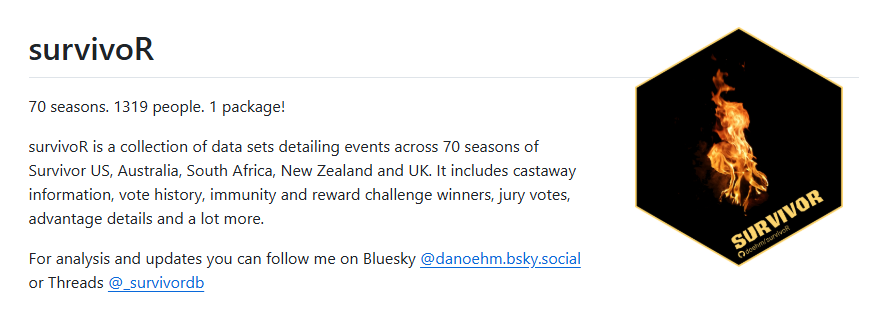 survivoR
70 seasons. 1319 people. 1 package!
survivoR is a collection of data sets detailing events across 70 seasons of
Survivor US, Australia, South Africa, New Zealand and UK. It includes castaway
information, vote history, immunity and reward challenge winners, jury votes,
advantage details and a lot more.
For analysis and updates you can follow me on Bluesky @danoehm.bsky.social
or Threads @_survivordb
SURVIVOR
doehm/survivoR